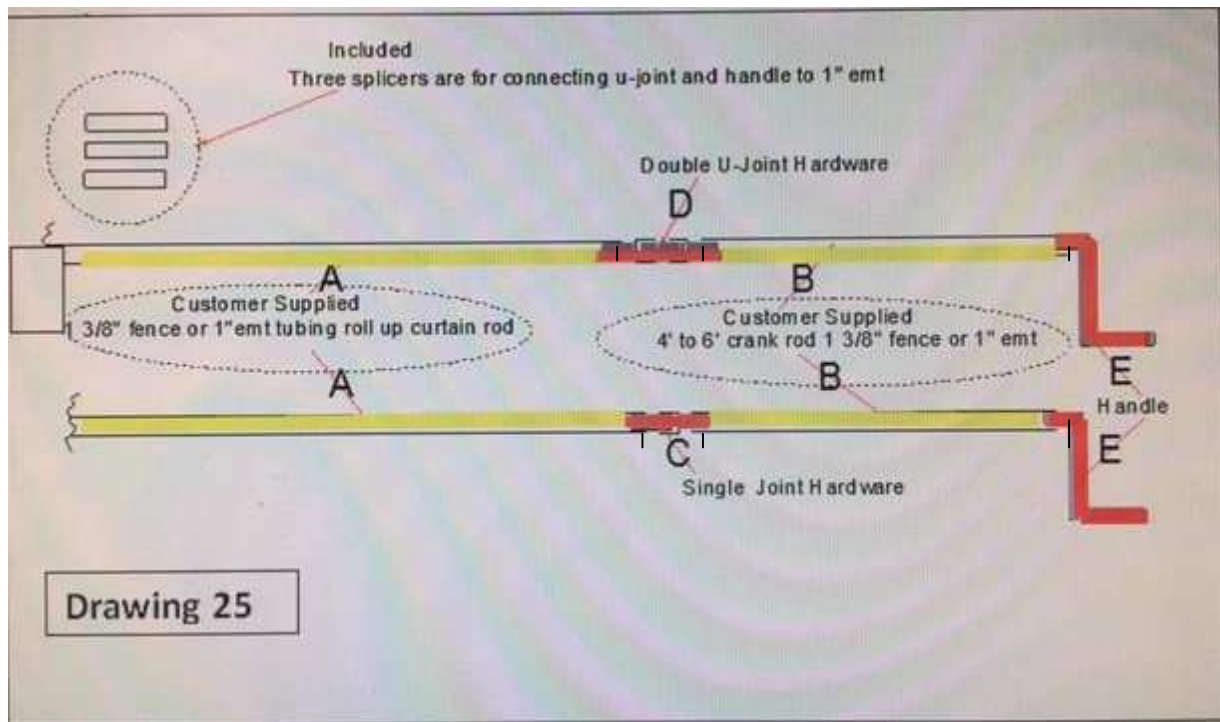 Included
Three splicers are for connecting u-joint and handle to 1" emt
Double U-Joint Hardware
D
A
B
Customer Supplied
1 3/8" fence or 1"emt tubing roll up curtain rod
Customer Supplied
4' to 6' crank rod 1 3/8" fence or 1" emt
A
B
E
Handle
E
C
Single Joint Hardware
Drawing 25